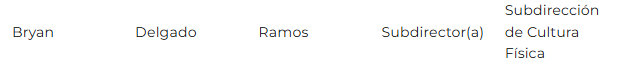 Bryan
Delgado
Ramos
Subdirector(a)
Subdirección
de Cultura
Física